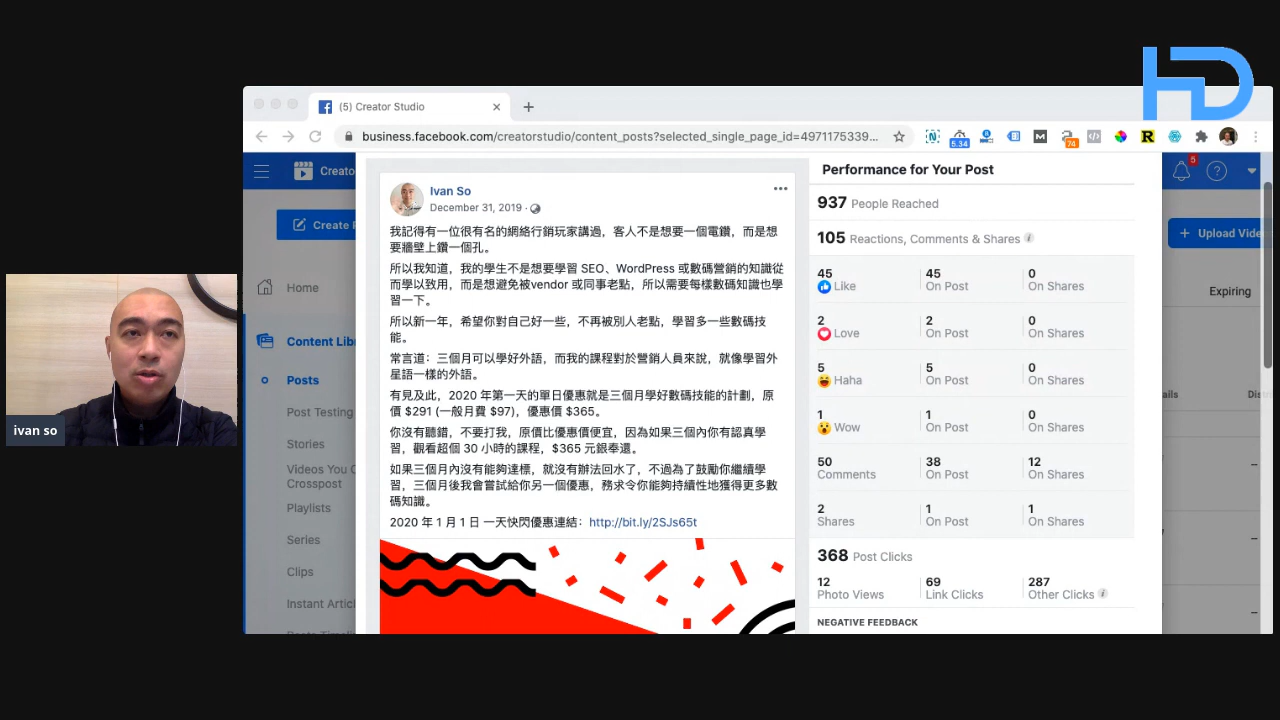 HD
(5) Creator Studio
business.facebook.com/creatorstudio/content_posts?selected_single_page_id=4971175339...
5.34
74
Creato
5
Create
Home
Content Lib
Posts
Post Testing
Stories
Videos You C
Crosspost
Playlists
Series
Clips
Instant Artic
Ivan So
December 31, 2019 ·
我記得有一位很有名的網絡行銷玩家講過，客人不是想要一個電鑽，而是想
要牆壁上鑽一個孔。
所以我知道，我的學生不是想要學習 SEO、WordPress 或數碼營銷的知識從
而學以致用，而是想避免被vendor 或同事老點，所以需要每樣數碼知識也學
習一下。
所以新一年，希望你對自己好一些，不再被別人老點，學習多一些數碼技
能。
常言道：三個月可以學好外語，而我的課程對於營銷人員來說，就像學習外
星語一樣的外語。
有見及此，2020 年第一天的單日優惠就是三個月學好數碼技能的計劃，原
價 $291 (一般月費 $97)，優惠價 $365。
你沒有聽錯，不要打我，原價比優惠價便宜，因為如果三個內你有認真學
習，觀看超個 30 小時的課程，$365 元銀奉還。
如果三個月內沒有能夠達標，就沒有辦法回水了，不過為了鼓勵你繼續學
習，三個月後我會嘗試給你另一個優惠，務求令你能夠持續性地獲得更多數
碼知識。
2020 年 1 月 1 日 一天快閃優惠連結：http://bit.ly/2SJs65t
Performance for Your Post
937 People Reached
105 Reactions, Comments & Shares
45 45 0
Like On Post On Shares
2 2 0
Love On Post On Shares
5 5 0
Haha On Post On Shares
1 1 0
Wow On Post On Shares
50 38 12
Comments On Post On Shares
2 1 1
Shares On Post On Shares
368 Post Clicks
12 69 287
Photo Views Link Clicks Other Clicks
NEGATIVE FEEDBACK
+ Upload Vide
Expiring
ails
Distr
ivan so